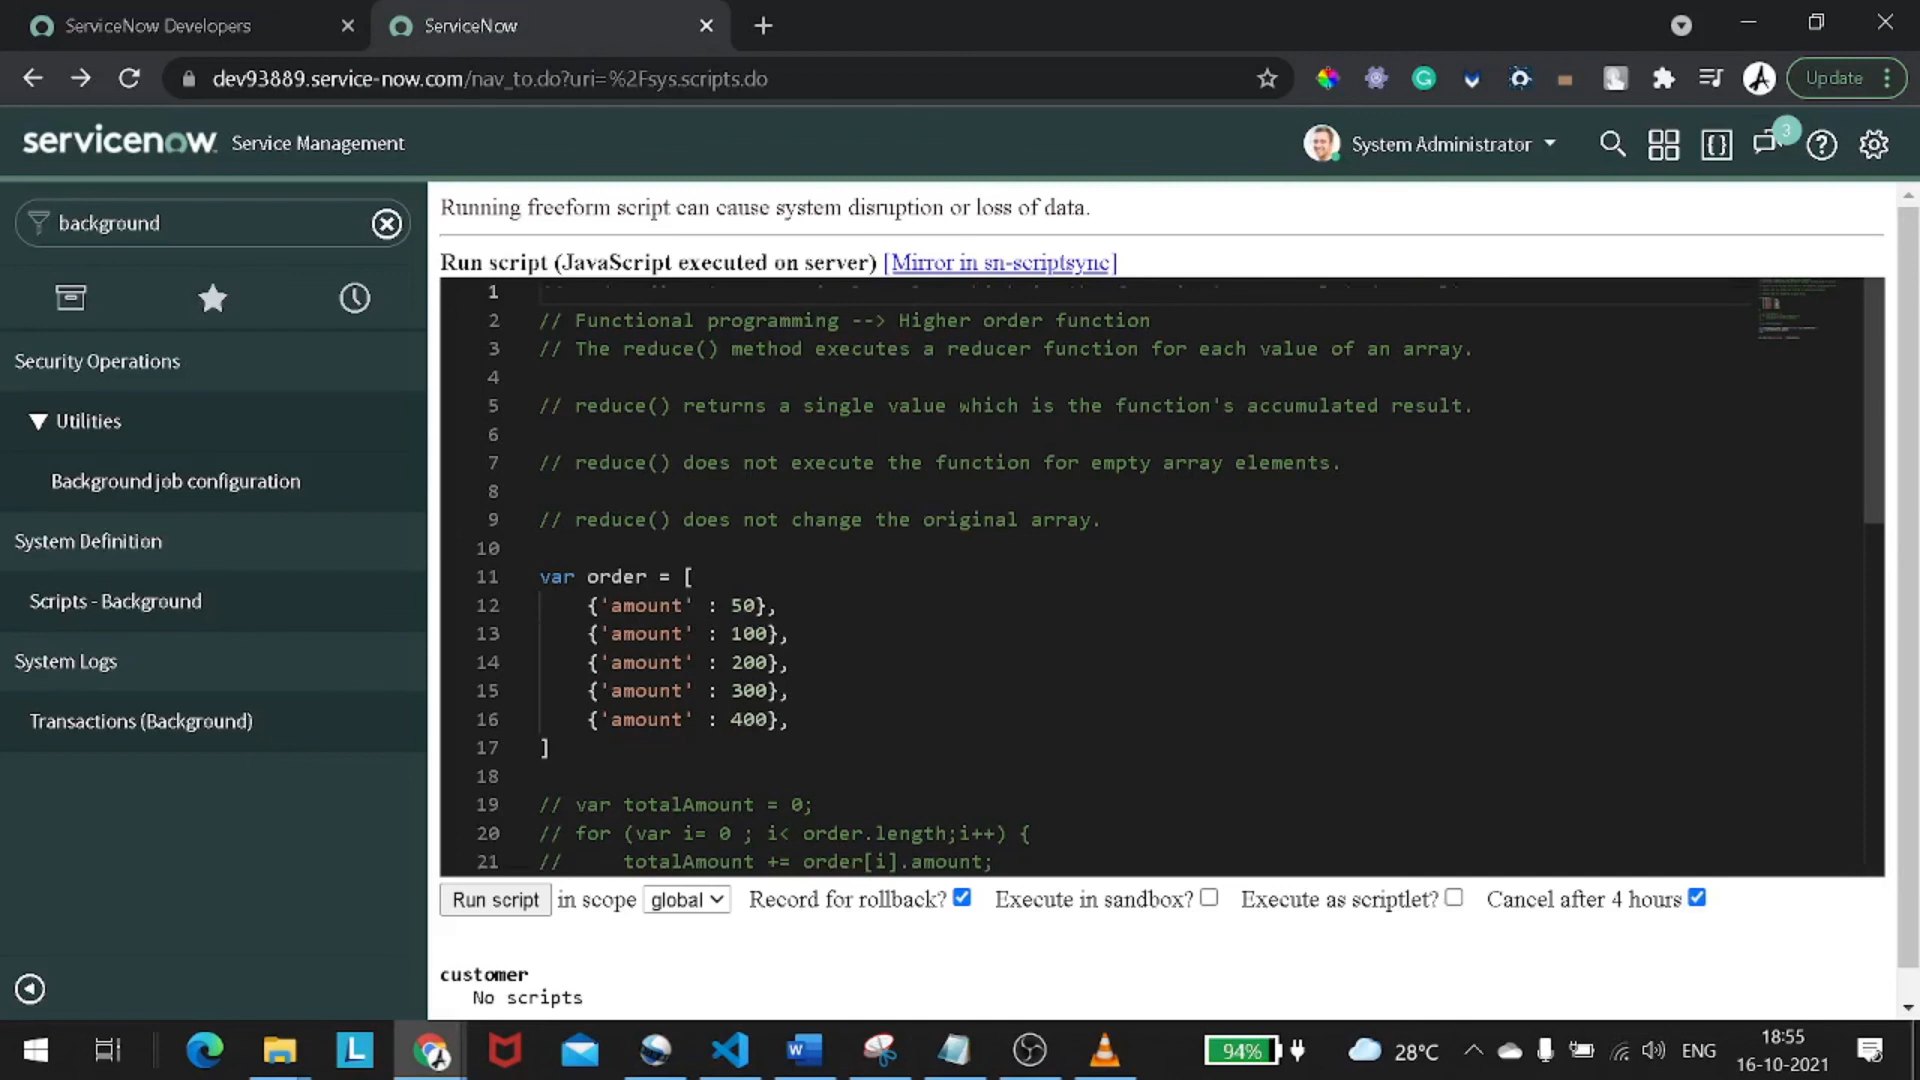 ServiceNow Developers
ServiceNow
dev93889.service-now.com/nav_to.do?uri=%2Fsys.scripts.do
Update
servicenow. Service Management
System Administrator
3
background
Security Operations
Utilities
Background job configuration
System Definition
Scripts - Background
System Logs
Transactions (Background)
Running freeform script can cause system disruption or loss of data.
Run script (JavaScript executed on server) [Mirror in sn-scriptsync]
1
2 // Functional programming --> Higher order function
3 // The reduce() method executes a reducer function for each value of an array.
4
5 // reduce() returns a single value which is the function's accumulated result.
6
7 // reduce() does not execute the function for empty array elements.
8
9 // reduce() does not change the original array.
10
11 var order = [
12 {'amount' : 50},
13 {'amount' : 100},
14 {'amount' : 200},
15 {'amount' : 300},
16 {'amount' : 400},
17 ]
18
19 // var totalAmount = 0;
20 // for (var i= 0 ; i< order.length;i++) {
21 // totalAmount += order[i].amount;
Run script in scope global Record for rollback? Execute in sandbox? Execute as scriptlet? Cancel after 4 hours
customer
No scripts
94%
28°C
ENG
18:55
16-10-2021